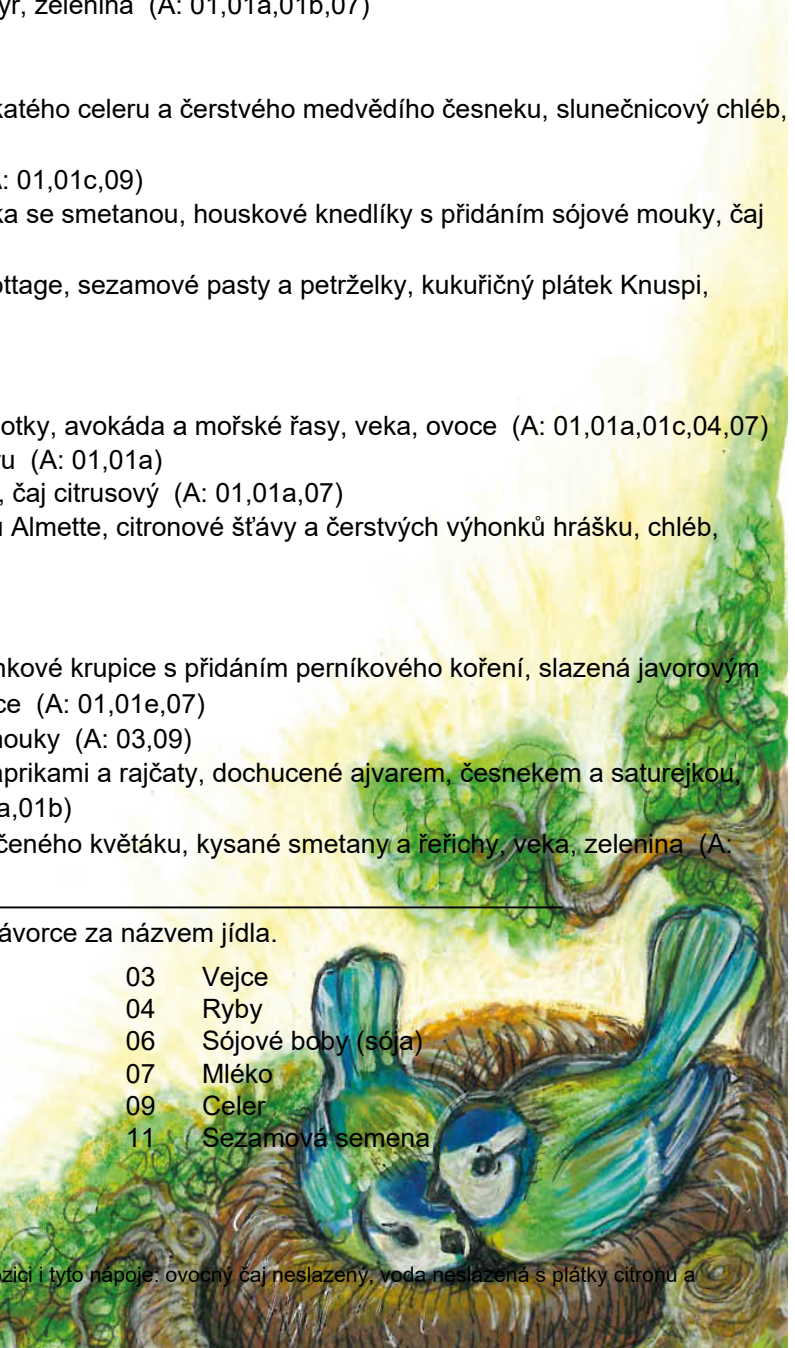 yr, zelenina (A: 01,01a,01b,07)
katého celeru a čerstvého medvědího česneku, slunečnicový chléb,
: 01,01c,09)
ka se smetanou, houskové knedlíky s přidáním sójové mouky, čaj
ottage, sezamové pasty a petrželky, kukuřičný plátek Knuspi,
otky, avokáda a mořské řasy, veka, ovoce (A: 01,01a,01c,04,07)
ru (A: 01,01a)
, čaj citrusový (A: 01,01a,07)
u Almette, citronové šťávy a čerstvých výhonků hrášku, chléb,
nkové krupice s přidáním perníkového koření, slazená javorovým
ce (A: 01,01e,07)
mouky (A: 03,09)
aprikami a rajčaty, dochucené ajvarem, česnekem a saturejkou,
a,01b)
čeného květáku, kysané smetany a řeřichy, veka, zelenina (A:
ávorce za názvem jídla.
03 Vejce
04 Ryby
06 Sójové boby (sója)
07 Mléko
09 Celer
11 Sezamová semena
ozici i tyto nápoje: ovocný čaj neslazený, voda neslazená s plátky citronů a